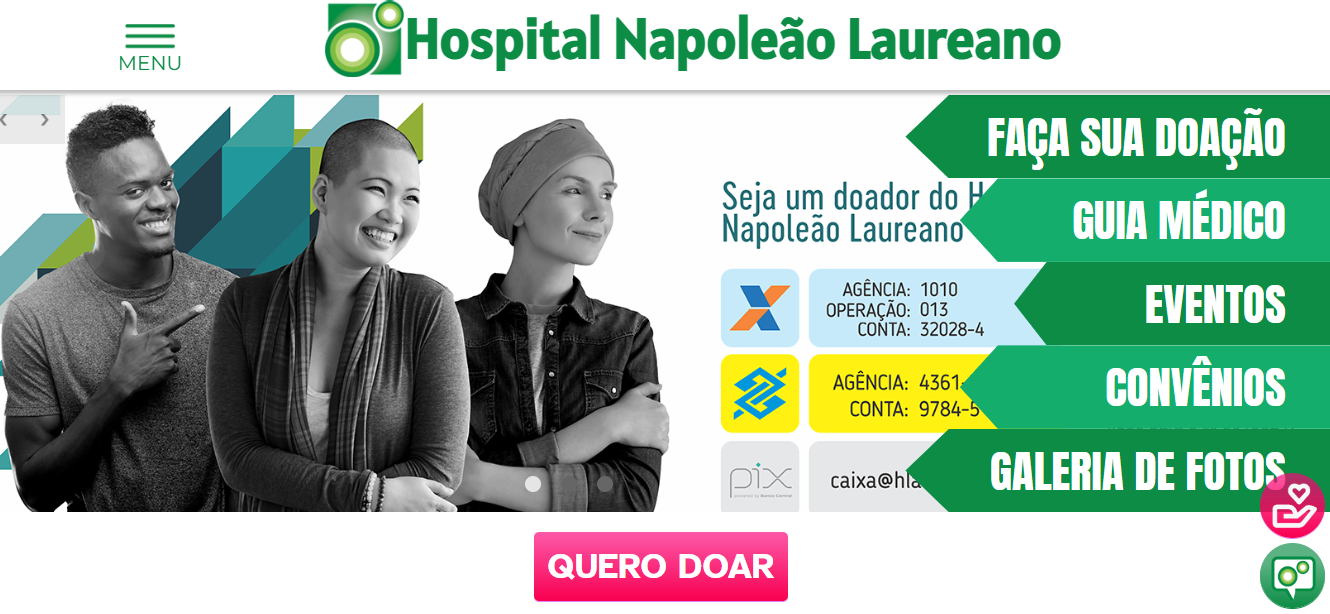 Hospital Napoleão Laureano
MENU
FAÇA SUA DOAÇÃO
GUIA MÉDICO
EVENTOS
CONVÊNIOS
GALERIA DE FOTOS
Seja um doador do
Napoleão Laureano
AGÊNCIA: 1010
OPERAÇÃO: 013
CONTA: 32028-4
AGÊNCIA: 4361-
CONTA: 9784-5
pix
caixa@hla
QUERO DOAR